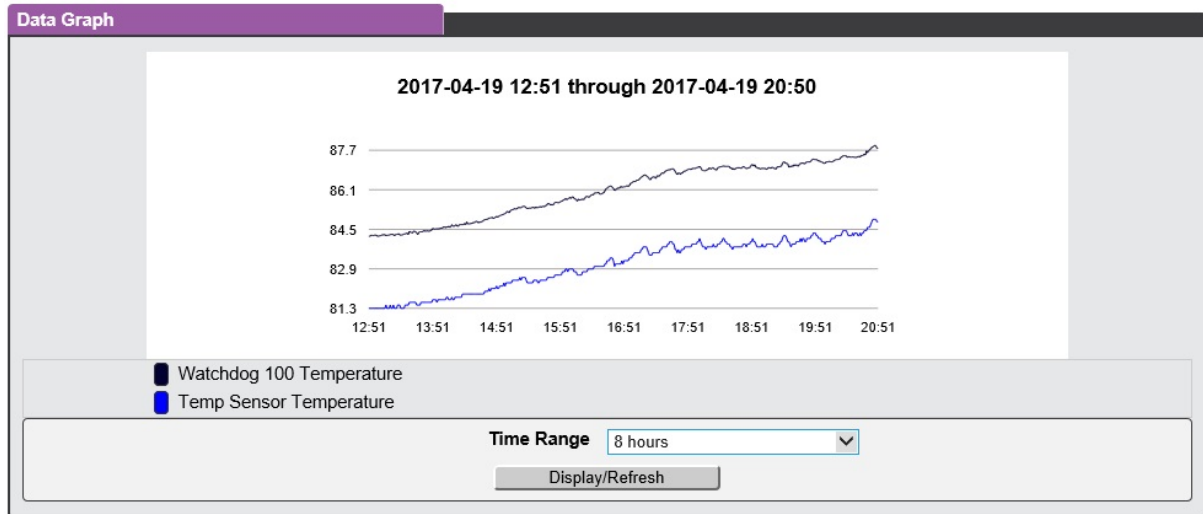 Data Graph
2017-04-19 12:51 through 2017-04-19 20:50
87.7
86.1
84.5
82.9
81.3
12:51 13:51 14:51 15:51 16:51 17:51 18:51 19:51 20:51
Watchdog 100 Temperature
Temp Sensor Temperature
Time Range 8 hours
Display/Refresh